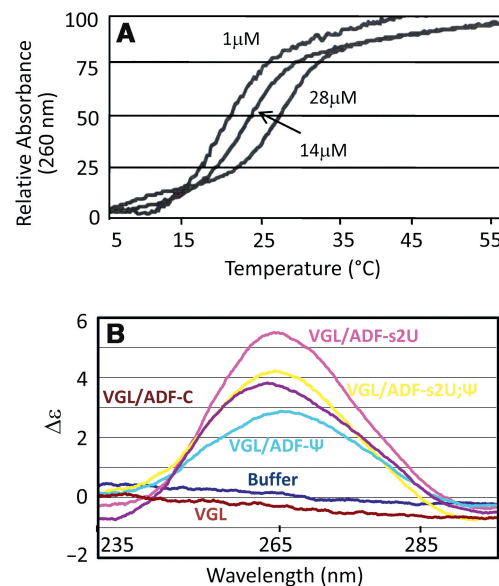 A
Relative Absorbance
(260 nm)
100
75
50
25
0
1μM
28μM
14μM
5 15 25 35 45 55
Temperature (°C)
B
Δε
6
4
2
0
−2
VGL/ADF-s2U
VGL/ADF-C
VGL/ADF-s2U;Ψ
VGL/ADF-Ψ
Buffer
VGL
235 265 285
Wavelength (nm)